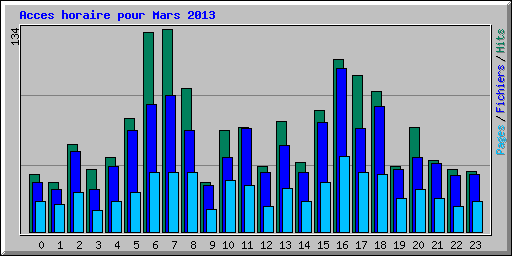 Acces horaire pour Mars 2013
134
Pages / Fichiers / Hits
0 1 2 3 4 5 6 7 8 9 10 11 12 13 14 15 16 17 18 19 20 21 22 23